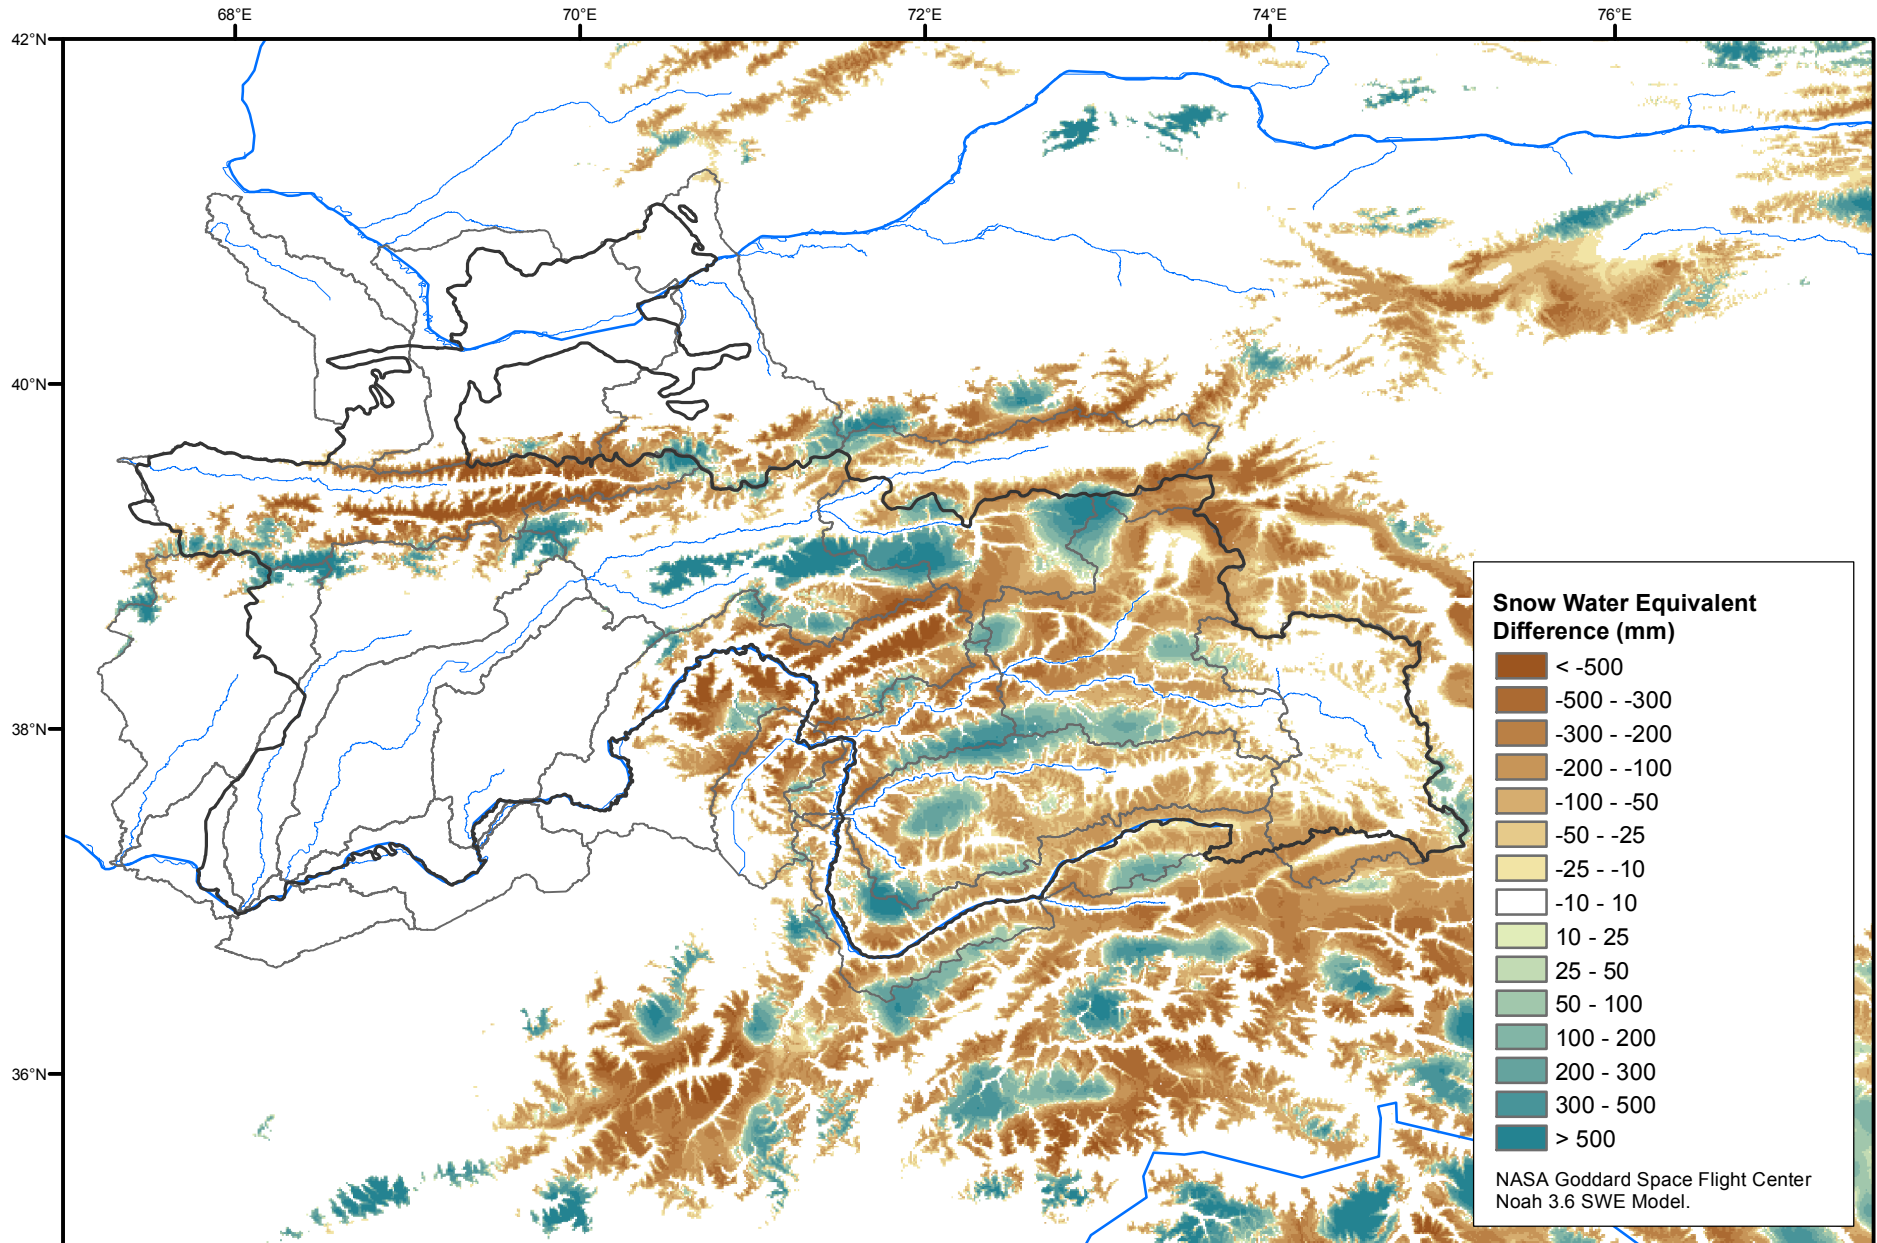 68°E
70°E
72°E
74°E
76°E
42°N
40°N
38°N
36°N
Snow Water Equivalent
Difference (mm)
< -500
-500 - -300
-300 - -200
-200 - -100
-100 - -50
-50 - -25
-25 - -10
-10 - 10
10 - 25
25 - 50
50 - 100
100 - 200
200 - 300
300 - 500
> 500
NASA Goddard Space Flight Center
Noah 3.6 SWE Model.